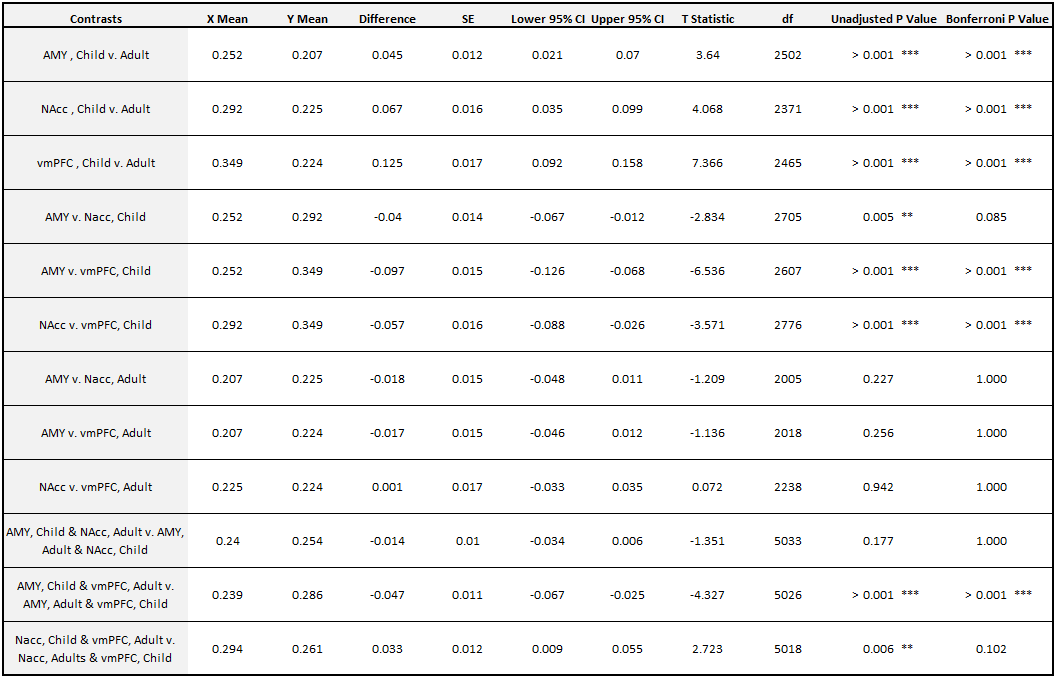 Contrasts X Mean Y Mean Difference SE Lower 95% CI Upper 95% CI T Statistic df Unadjusted P Value Bonferroni P Value
AMY , Child v. Adult 0.252 0.207 0.045 0.012 0.021 0.07 3.64 2502 > 0.001 *** > 0.001 ***
NAcc , Child v. Adult 0.292 0.225 0.067 0.016 0.035 0.099 4.068 2371 > 0.001 *** > 0.001 ***
vmPFC , Child v. Adult 0.349 0.224 0.125 0.017 0.092 0.158 7.366 2465 > 0.001 *** > 0.001 ***
AMY v. Nacc, Child 0.252 0.292 -0.04 0.014 -0.067 -0.012 -2.834 2705 0.005 ** 0.085
AMY v. vmPFC, Child 0.252 0.349 -0.097 0.015 -0.126 -0.068 -6.536 2607 > 0.001 *** > 0.001 ***
NAcc v. vmPFC, Child 0.292 0.349 -0.057 0.016 -0.088 -0.026 -3.571 2776 > 0.001 *** > 0.001 ***
AMY v. Nacc, Adult 0.207 0.225 -0.018 0.015 -0.048 0.011 -1.209 2005 0.227 1.000
AMY v. vmPFC, Adult 0.207 0.224 -0.017 0.015 -0.046 0.012 -1.136 2018 0.256 1.000
NAcc v. vmPFC, Adult 0.225 0.224 0.001 0.017 -0.033 0.035 0.072 2238 0.942 1.000
AMY, Child & NAcc, Adult v. AMY,
Adult & NAcc, Child 0.24 0.254 -0.014 0.01 -0.034 0.006 -1.351 5033 0.177 1.000
AMY, Child & vmPFC, Adult v.
AMY, Adult & vmPFC, Child 0.239 0.286 -0.047 0.011 -0.067 -0.025 -4.327 5026 > 0.001 *** > 0.001 ***
Nacc, Child & vmPFC, Adult v.
Nacc, Adults & vmPFC, Child 0.294 0.261 0.033 0.012 0.009 0.055 2.723 5018 0.006 ** 0.102